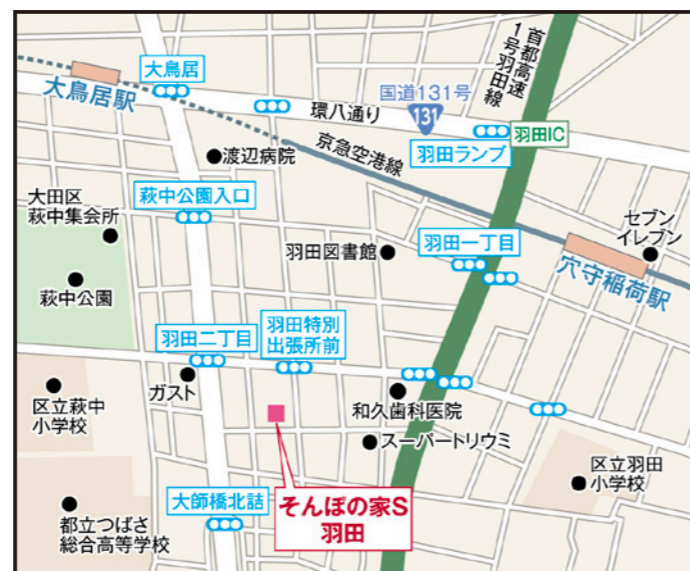 大鳥居
大鳥居駅
国道131号
131
環八通り
首都高速
1号羽田線
羽田IC
羽田ランプ
京急空港線
渡辺病院
大田区
萩中集会所
萩中公園入口
セブン
イレブン
羽田図書館
羽田一丁目
穴守稲荷駅
萩中公園
羽田二丁目
羽田特別
出張所前
ガスト
区立萩中
小学校
和久歯科医院
スーパートリウミ
区立羽田
小学校
大師橋北詰
そんぽの家S
羽田
都立つばさ
総合高等学校